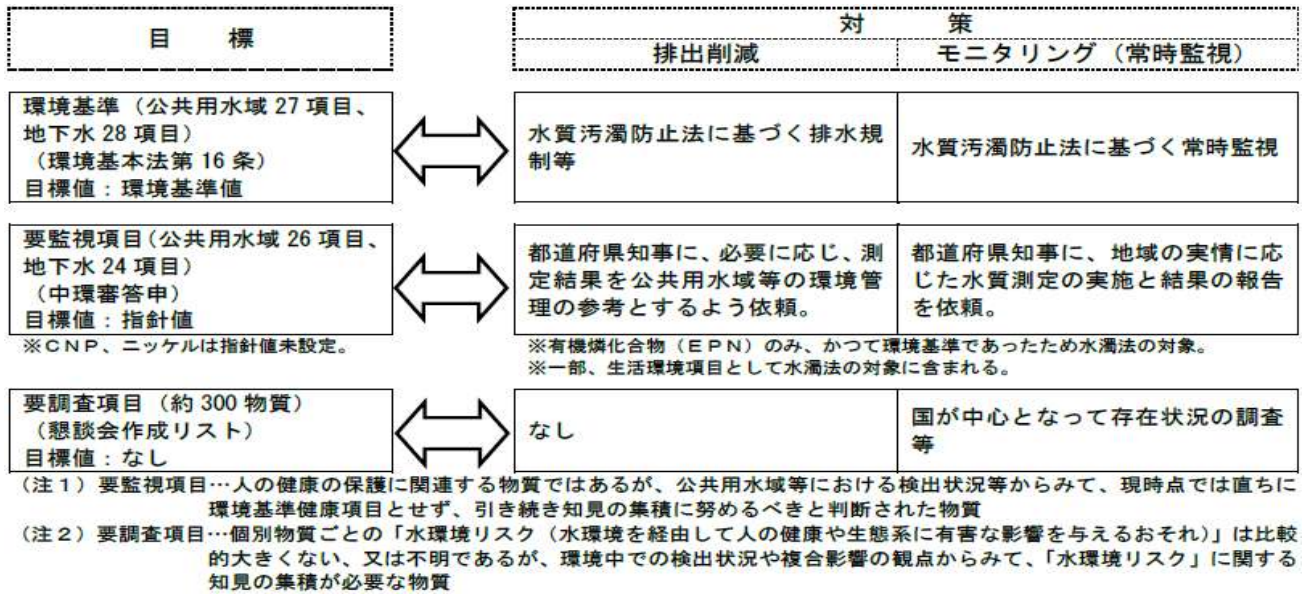 目　　標
対　　　策
排出削減
モニタリング（常時監視）
環境基準（公共用水域 27 項目、
地下水 28 項目）
（環境基本法第 16 条）
目標値：環境基準値
水質汚濁防止法に基づく排水規
制等
水質汚濁防止法に基づく常時監視
要監視項目（公共用水域 26 項目、
地下水 24 項目）
（中環審答申）
目標値：指針値
都道府県知事に、必要に応じ、測
定結果を公共用水域等の環境管
理の参考とするよう依頼。
都道府県知事に、地域の実情に応
じた水質測定の実施と結果の報告
を依頼。
※ＣＮＰ、ニッケルは指針値未設定。
※有機燐化合物（ＥＰＮ）のみ、かつて環境基準であったため水濁法の対象。
※一部、生活環境項目として水濁法の対象に含まれる。
要調査項目（約 300 物質）
（懇談会作成リスト）
目標値：なし
なし
国が中心となって存在状況の調査
等
（注１）要監視項目…人の健康の保護に関連する物質ではあるが、公共用水域等における検出状況等からみて、現時点では直ちに
環境基準健康項目とせず、引き続き知見の集積に努めるべきと判断された物質
（注２）要調査項目…個別物質ごとの「水環境リスク（水環境を経由して人の健康や生態系に有害な影響を与えるおそれ）」は比較
的大きくない、又は不明であるが、環境中での検出状況や複合影響の観点からみて、「水環境リスク」に関する
知見の集積が必要な物質